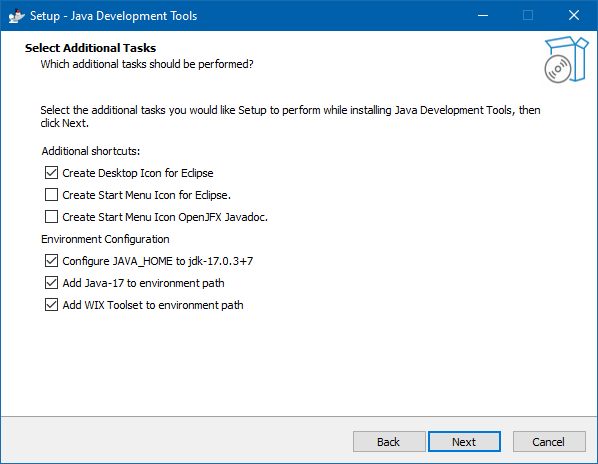 Setup - Java Development Tools
Select Additional Tasks
Which additional tasks should be performed?
Select the additional tasks you would like Setup to perform while installing Java Development Tools, then
click Next.
Additional shortcuts:
Create Desktop Icon for Eclipse
Create Start Menu Icon for Eclipse.
Create Start Menu Icon OpenJFX Javadoc.
Environment Configuration
Configure JAVA_HOME to jdk-17.0.3+7
Add Java-17 to environment path
Add WIX Toolset to environment path
Back Next Cancel